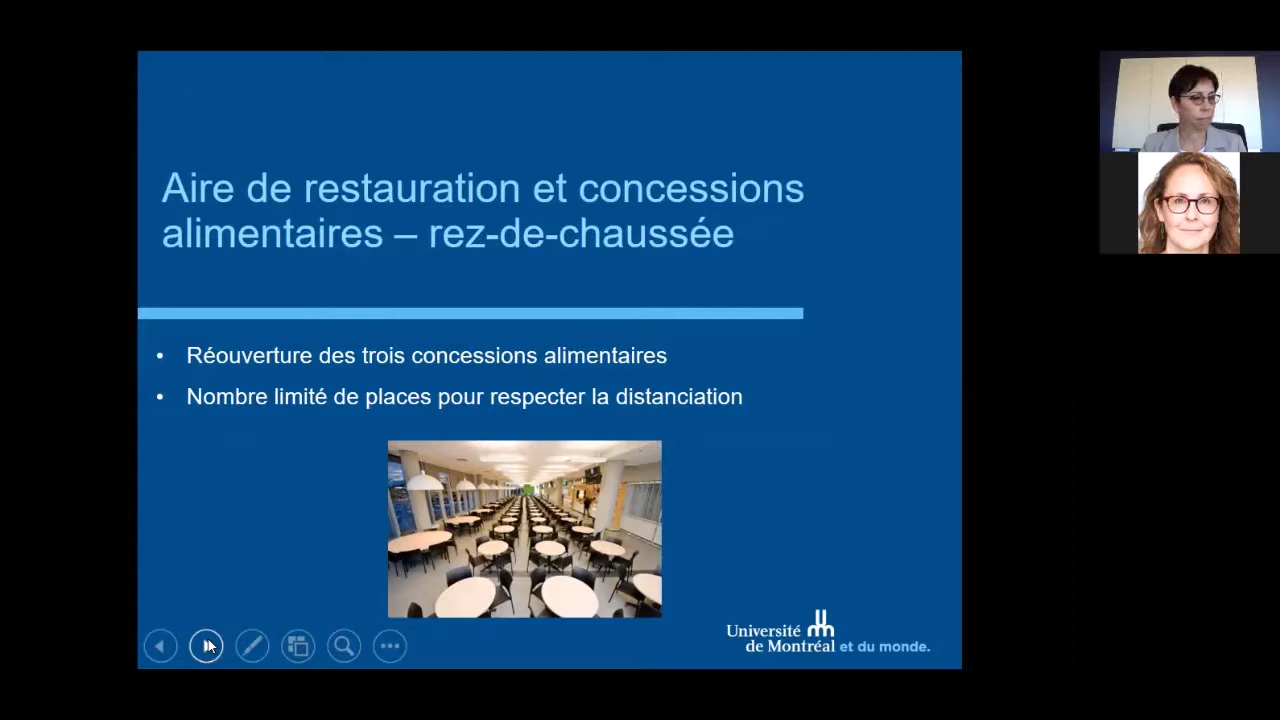 Aire de restauration et concessions
alimentaires – rez-de-chaussée
• Réouverture des trois concessions alimentaires
• Nombre limité de places pour respecter la distanciation
Université
de Montréal et du monde.